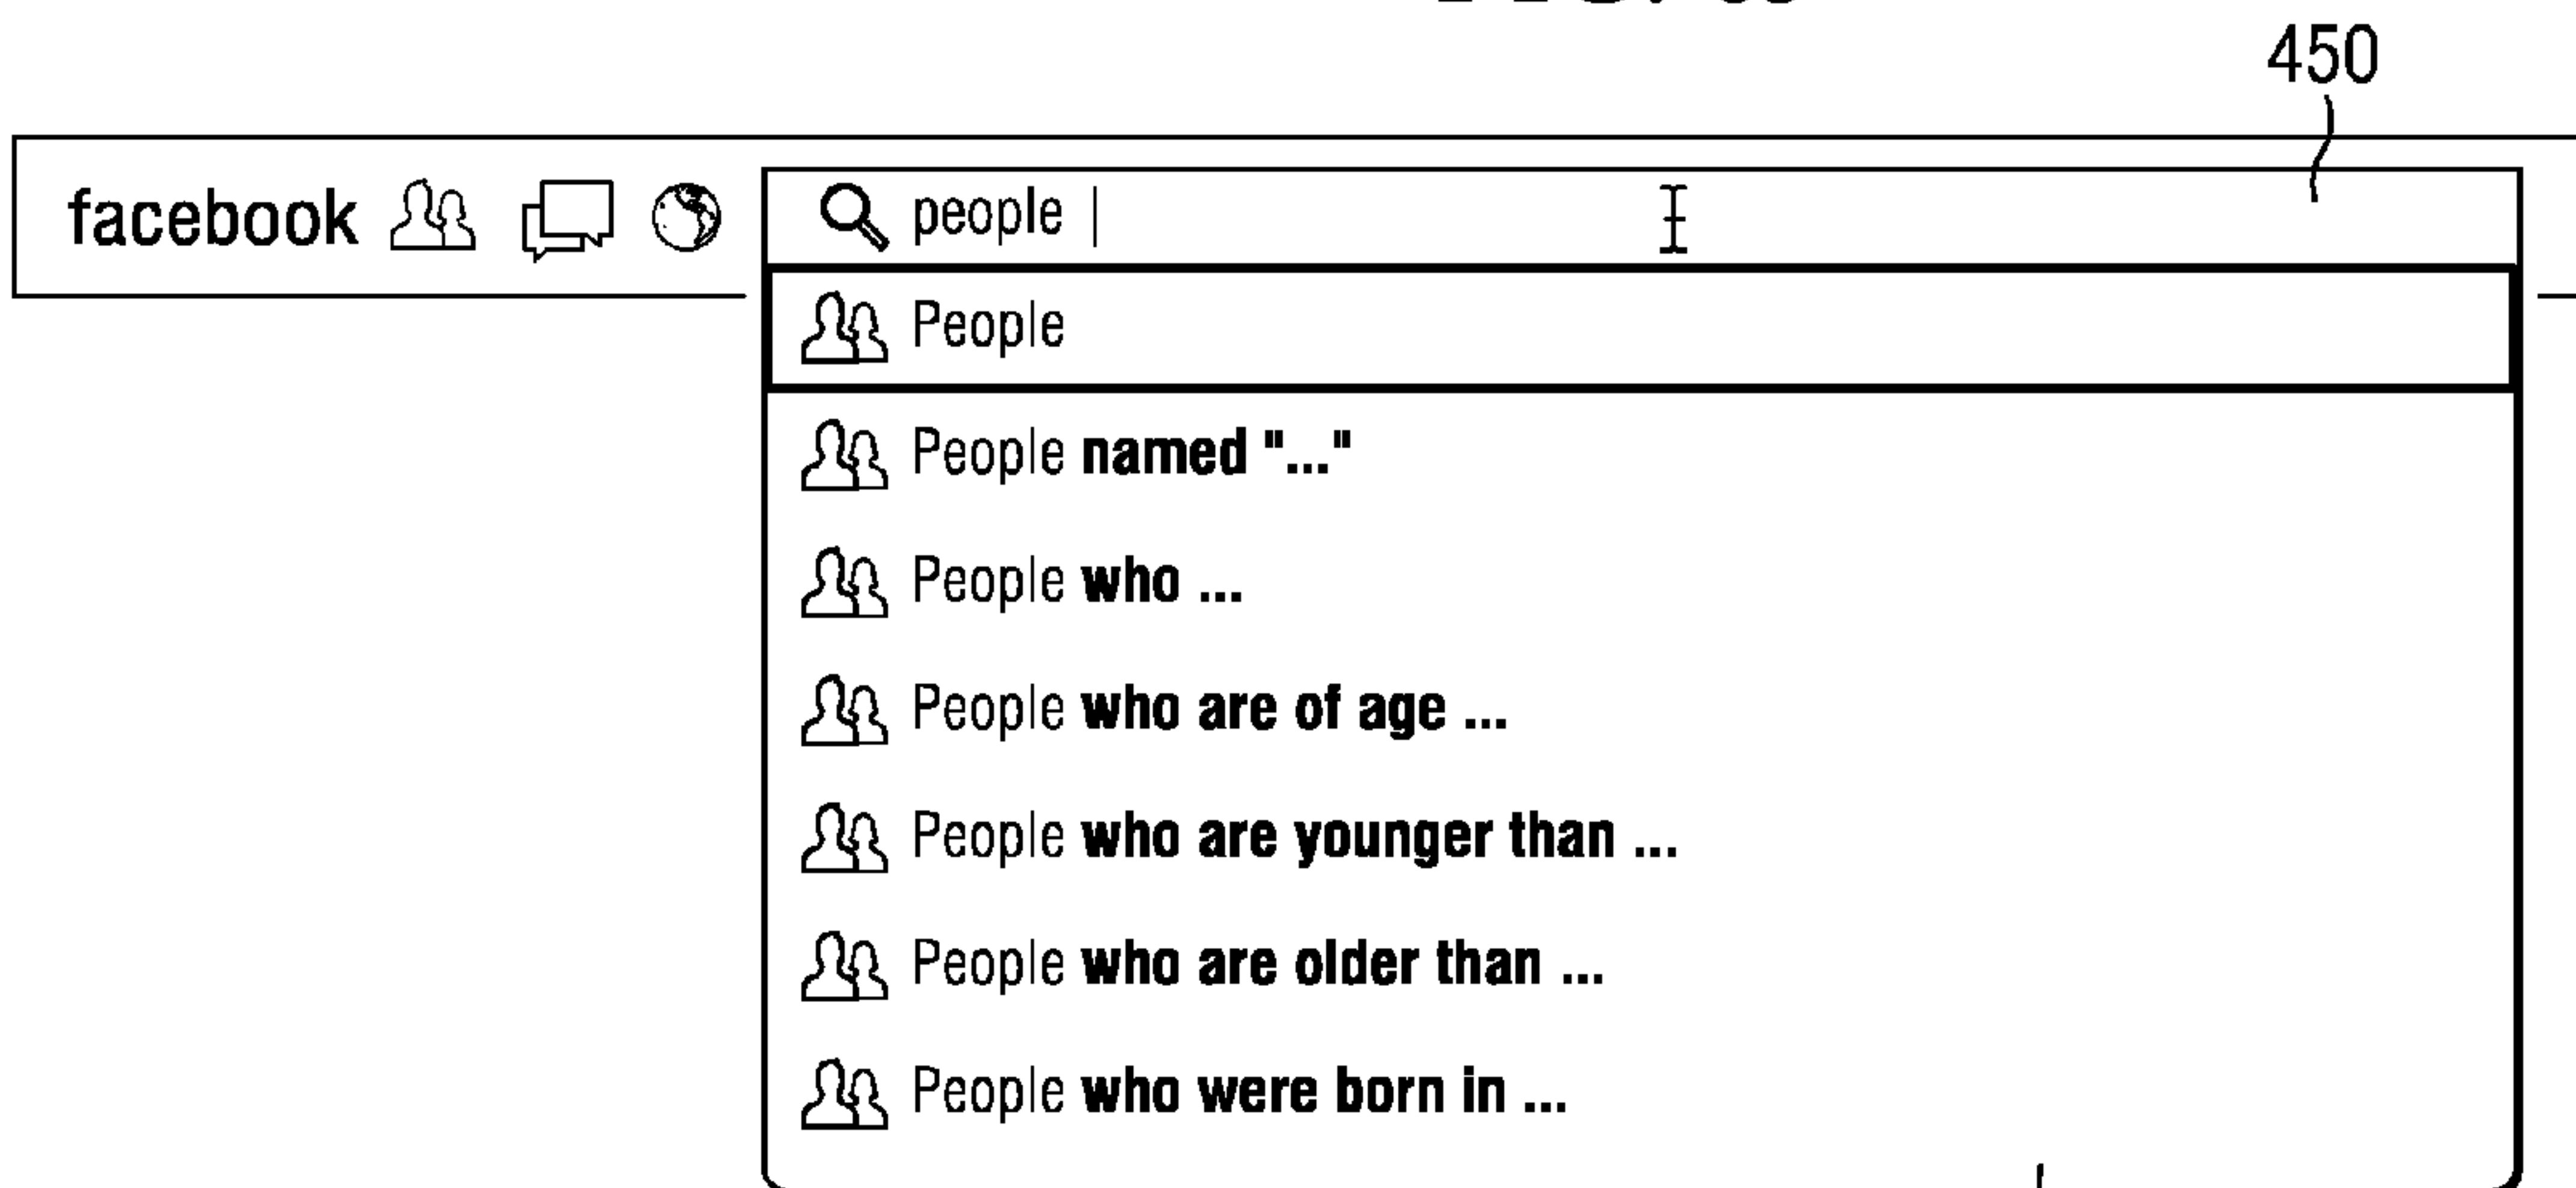 450
facebook people
People
People named "..."
People who ...
People who are of age ...
People who are younger than ...
People who are older than ...
People who were born in ...